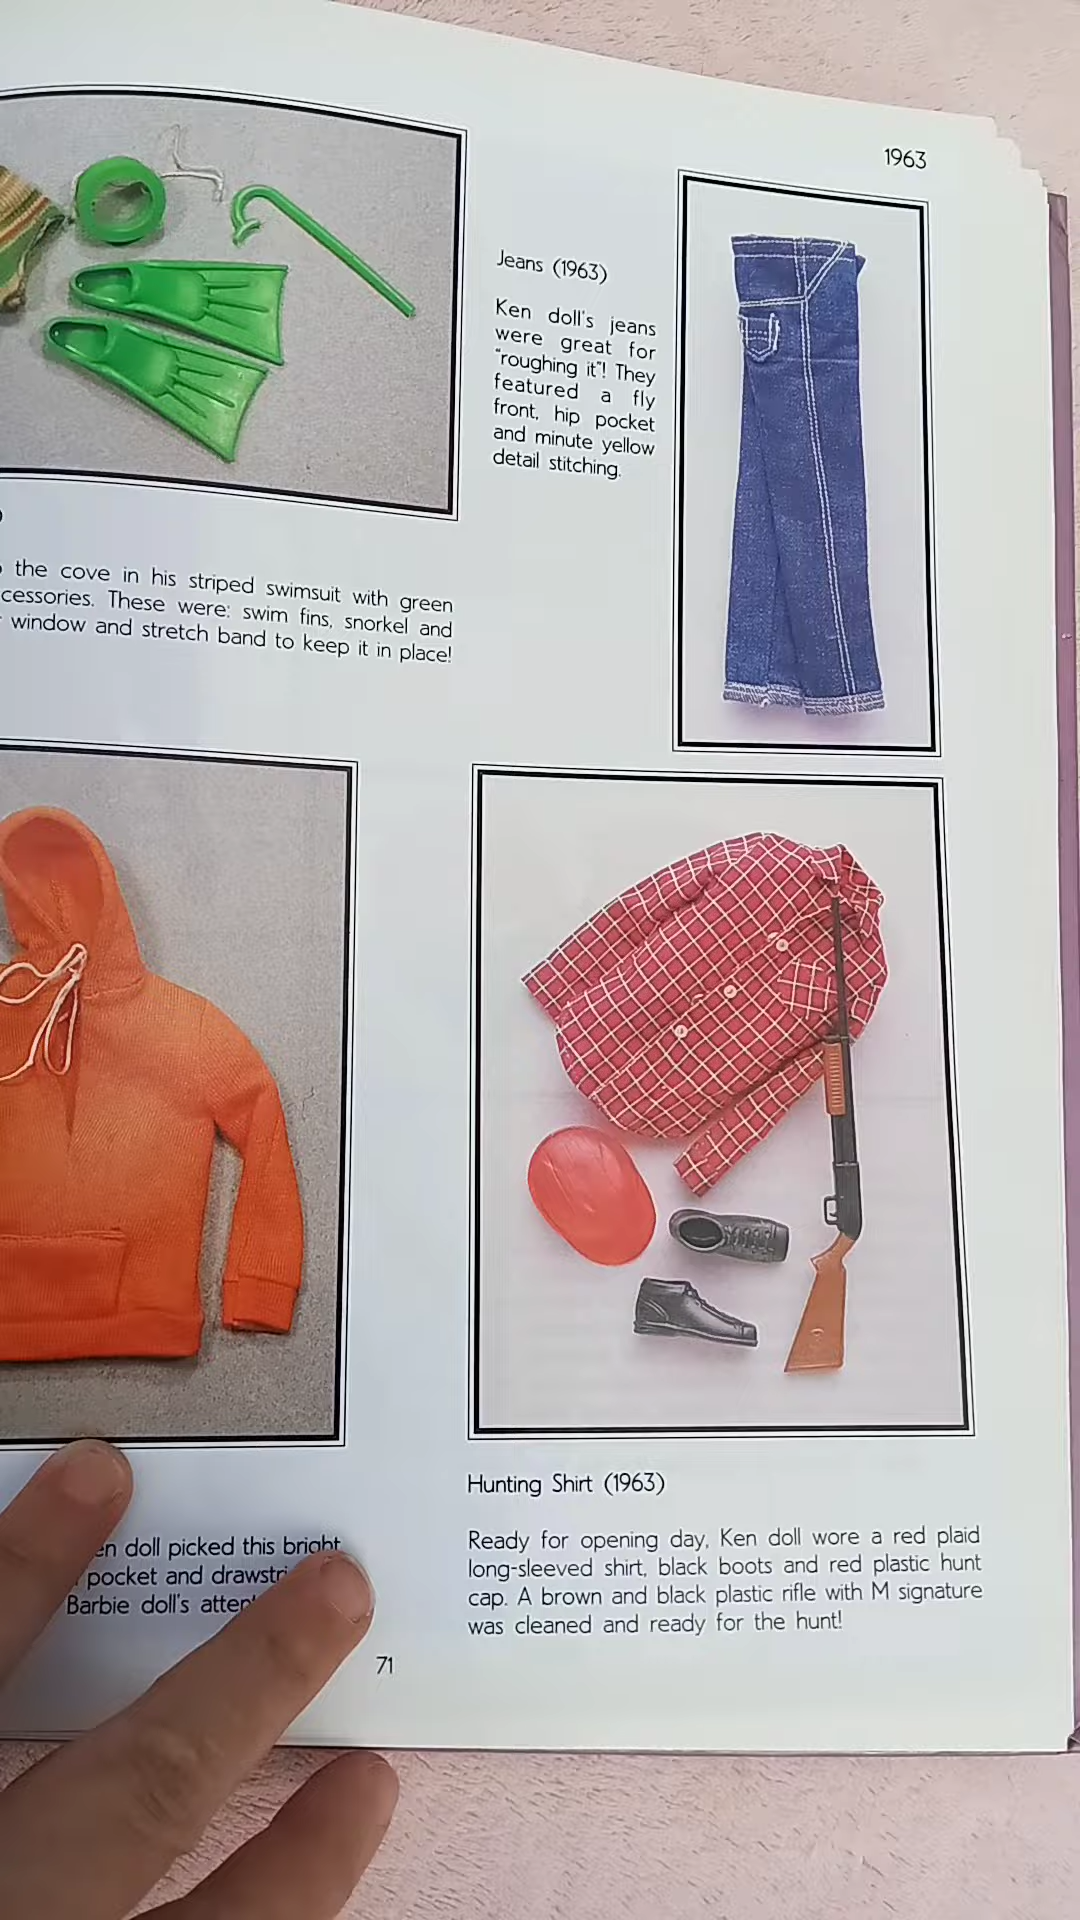 1963
Jeans (1963)
Ken doll's jeans
were great for
"roughing it"! They
featured a fly
front, hip pocket
and minute yellow
detail stitching.
the cove in his striped swimsuit with green
cessories. These were: swim fins, snorkel and
window and stretch band to keep it in place!
en doll picked this bright
pocket and drawstri
Barbie doll's atten
Hunting Shirt (1963)
Ready for opening day, Ken doll wore a red plaid
long-sleeved shirt, black boots and red plastic hunt
cap. A brown and black plastic rifle with M signature
was cleaned and ready for the hunt!
71